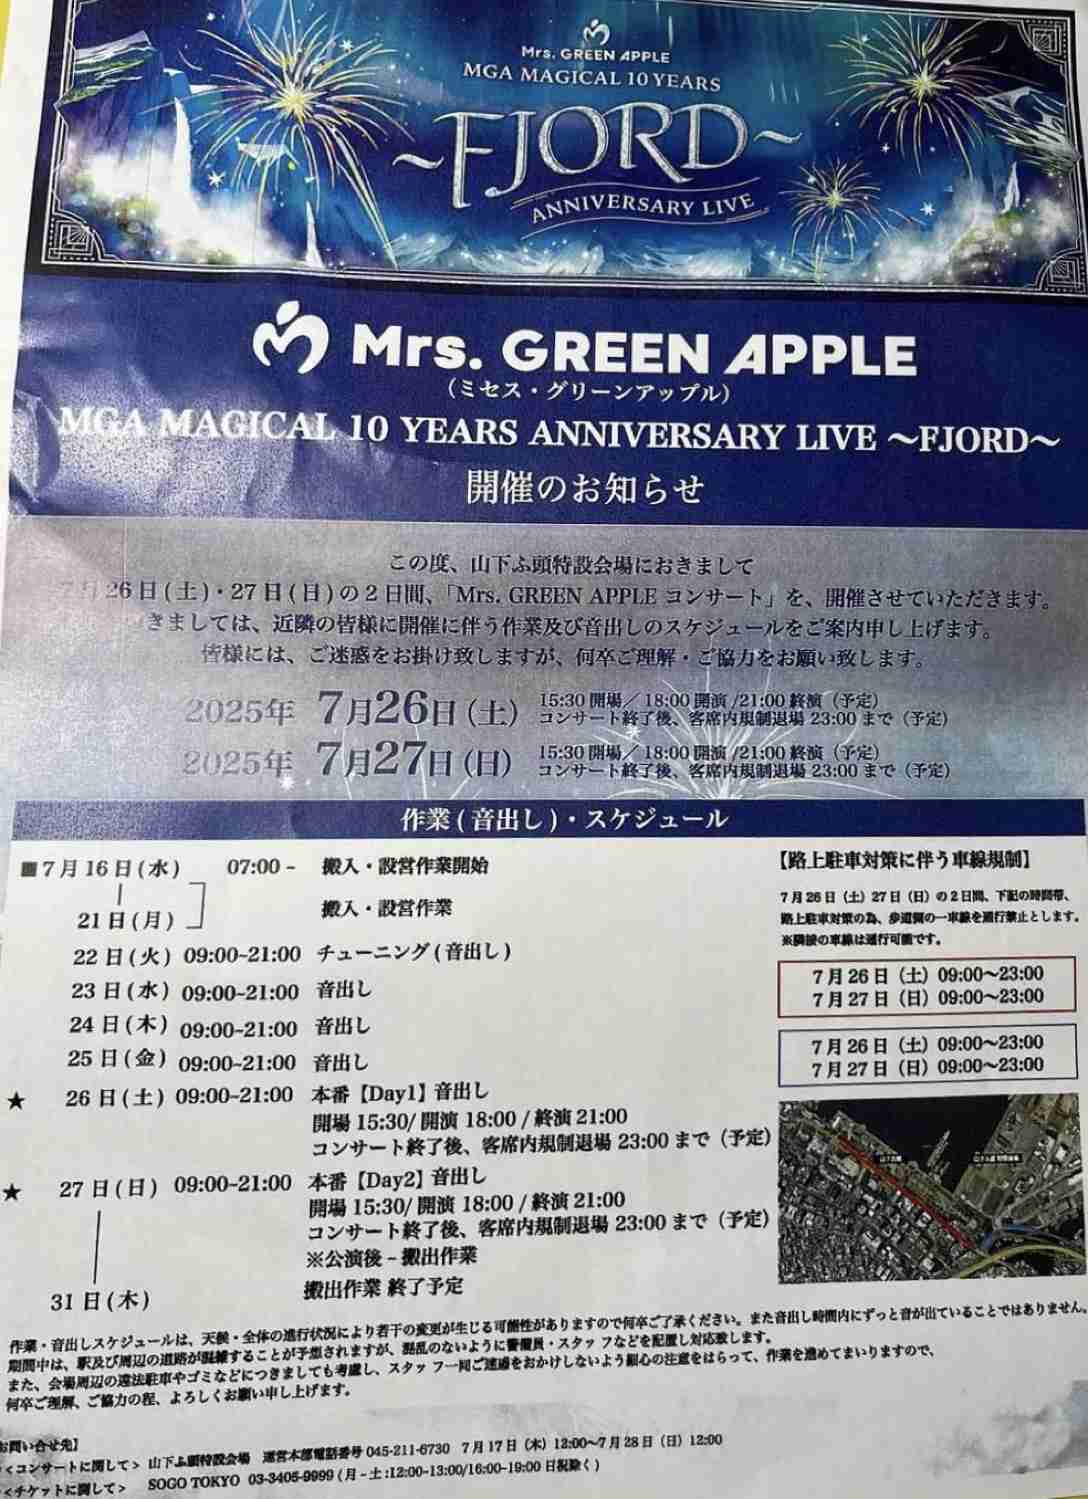 Mrs. GREEN APPLE
MGA MAGICAL 10 YEARS
～FJORD～
ANNIVERSARY LIVE
Mrs. GREEN APPLE
(ミセス・グリーンアップル)
MGA MAGICAL 10 YEARS ANNIVERSARY LIVE ～FJORD～
開催のお知らせ
この度、山下ふ頭特設会場におきまして
7月26日(土)・27日(日)の2日間、「Mrs. GREEN APPLE コンサート」を、開催させていただきます。
きましては、近隣の皆様に開催に伴う作業及び音出しのスケジュールをご案内申し上げます。
皆様には、ご迷惑をお掛け致しますが、何卒ご理解・ご協力をお願い致します。
2025年 7月26日(土) 15:30 開場／ 18:00 開演 /21:00 終演（予定）
コンサート終了後、客席内規制退場 23:00 まで（予定）
2025年 7月27日(日) 15:30 開場／ 18:00 開演 /21:00 終演（予定）
コンサート終了後、客席内規制退場 23:00 まで（予定）
作業(音出し)・スケジュール
■7月16日(水) 07:00 - 搬入・設営作業開始
21日(月) 搬入・設営作業
22日(火) 09:00~21:00 チューニング(音出し)
23日(水) 09:00~21:00 音出し
24日(木) 09:00~21:00 音出し
25日(金) 09:00~21:00 音出し
★ 26日(土) 09:00~21:00 本番【Day1】音出し
開場 15:30/ 開演 18:00 / 終演 21:00
コンサート終了後、客席内規制退場 23:00 まで（予定）
★ 27日(日) 09:00~21:00 本番【Day2】音出し
開場 15:30/ 開演 18:00 / 終演 21:00
コンサート終了後、客席内規制退場 23:00 まで（予定）
※公演後 – 搬出作業
31日(木) 搬出作業 終了予定
【路上駐車対策に伴う車線規制】
7月26日（土）27日（日）の2日間、下記の時間帯、
路上駐車対策の為、歩道側の一車線を通行禁止とします。
※隣接の車線は通行可能です。
7月26日（土）09:00～23:00
7月27日（日）09:00～23:00
7月26日（土）09:00～23:00
7月27日（日）09:00～23:00
作業・音出しスケジュールは、天候・全体の進行状況により若干の変更が生じる可能性がありますので何卒ご了承ください。また音出し時間内にずっと音が出ていることではありません。
期間中は、駅及び周辺の道路が混雑することが予想されますが、混乱のないように警備員・スタッフなどを配置し対応致します。
また、会場周辺の違法駐車やゴミなどにつきましても考慮し、スタッフ一同ご迷惑をおかけしないよう細心の注意をはらって、作業を進めてまいりますので、
何卒ご理解、ご協力の程、よろしくお願い申し上げます。
お問い合せ先】
<コンサートに関して> 山下ふ頭特設会場 運営本部電話番号 045-211-6730 7月17日（木）12:00～7月28日（日）12:00
<チケットに関して> SOGO TOKYO 03-3405-9999 (月 – 土 :12:00-13:00/16:00-19:00 日祝除く)